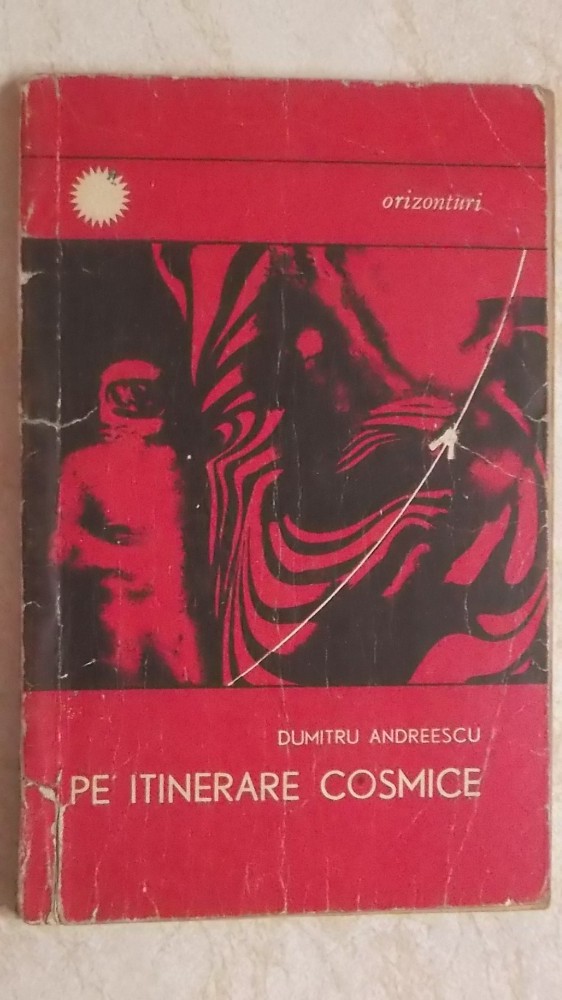 orizonturi
DUMITRU ANDREESCU
PE ITINERARE COSMICE